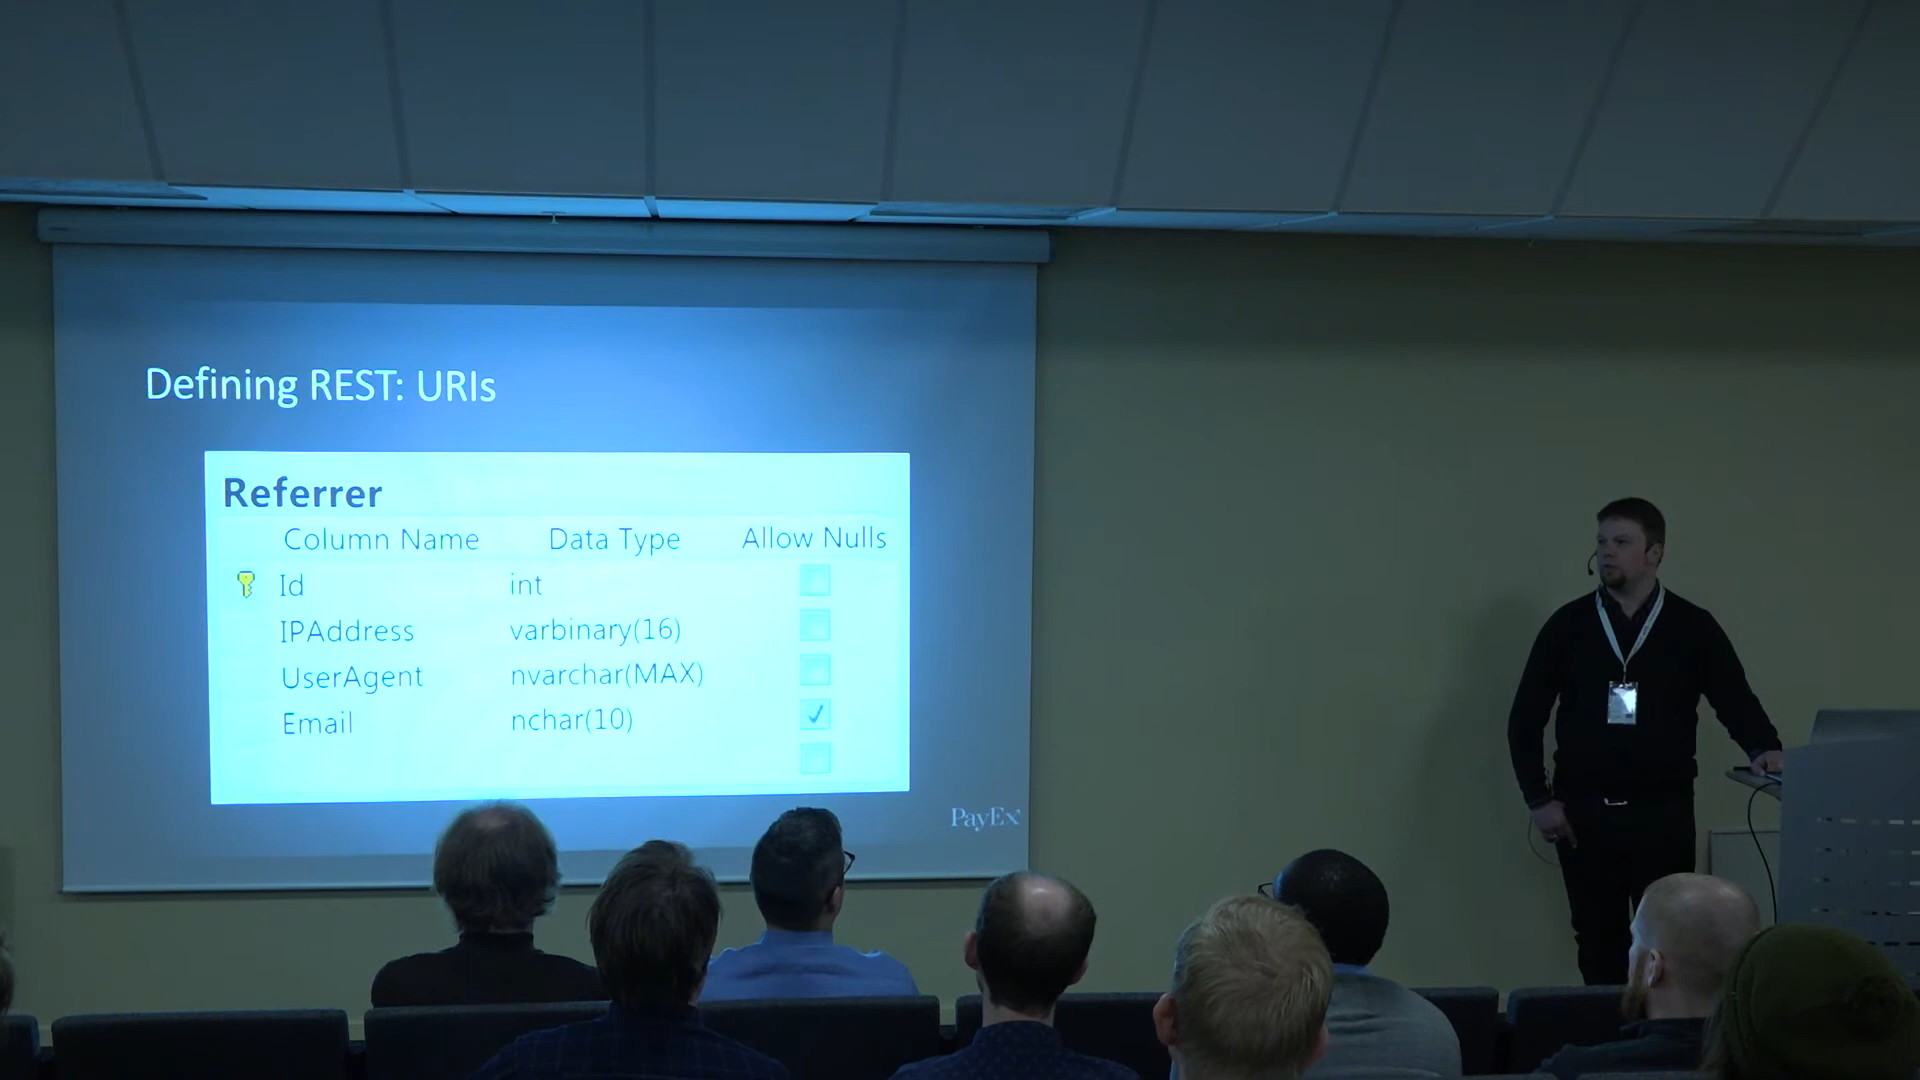 Defining REST: URIs
Referrer
Column Name Data Type Allow Nulls
Id int
IPAddress varbinary(16)
UserAgent nvarchar(MAX)
Email nchar(10)
PayEx